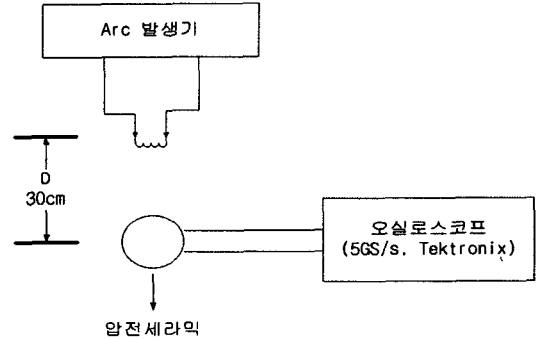 Arc 발생기
D
30cm
오실로스코프
(5GS/s. Tektronix)
압전세라믹